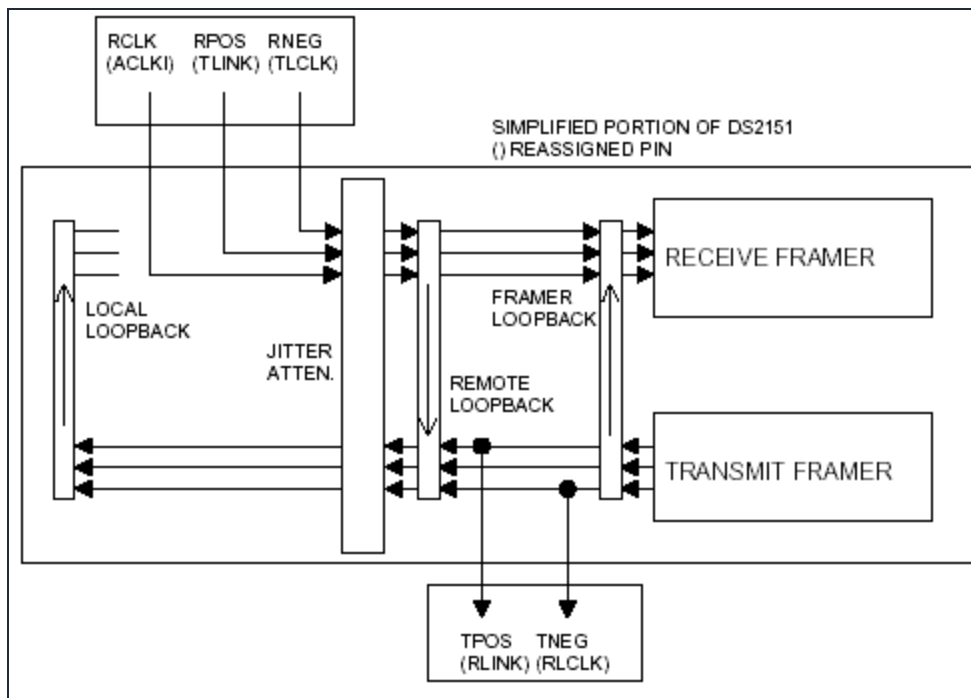 RCLK RPOS RNEG
(ACLKI) (TLINK) (TLCLK)
SIMPLIFIED PORTION OF DS2151
() REASSIGNED PIN
RECEIVE FRAMER
LOCAL
LOOPBACK
FRAMER
LOOPBACK
JITTER
ATTEN.
REMOTE
LOOPBACK
TRANSMIT FRAMER
TPOS TNEG
(RLINK) (RLCLK)